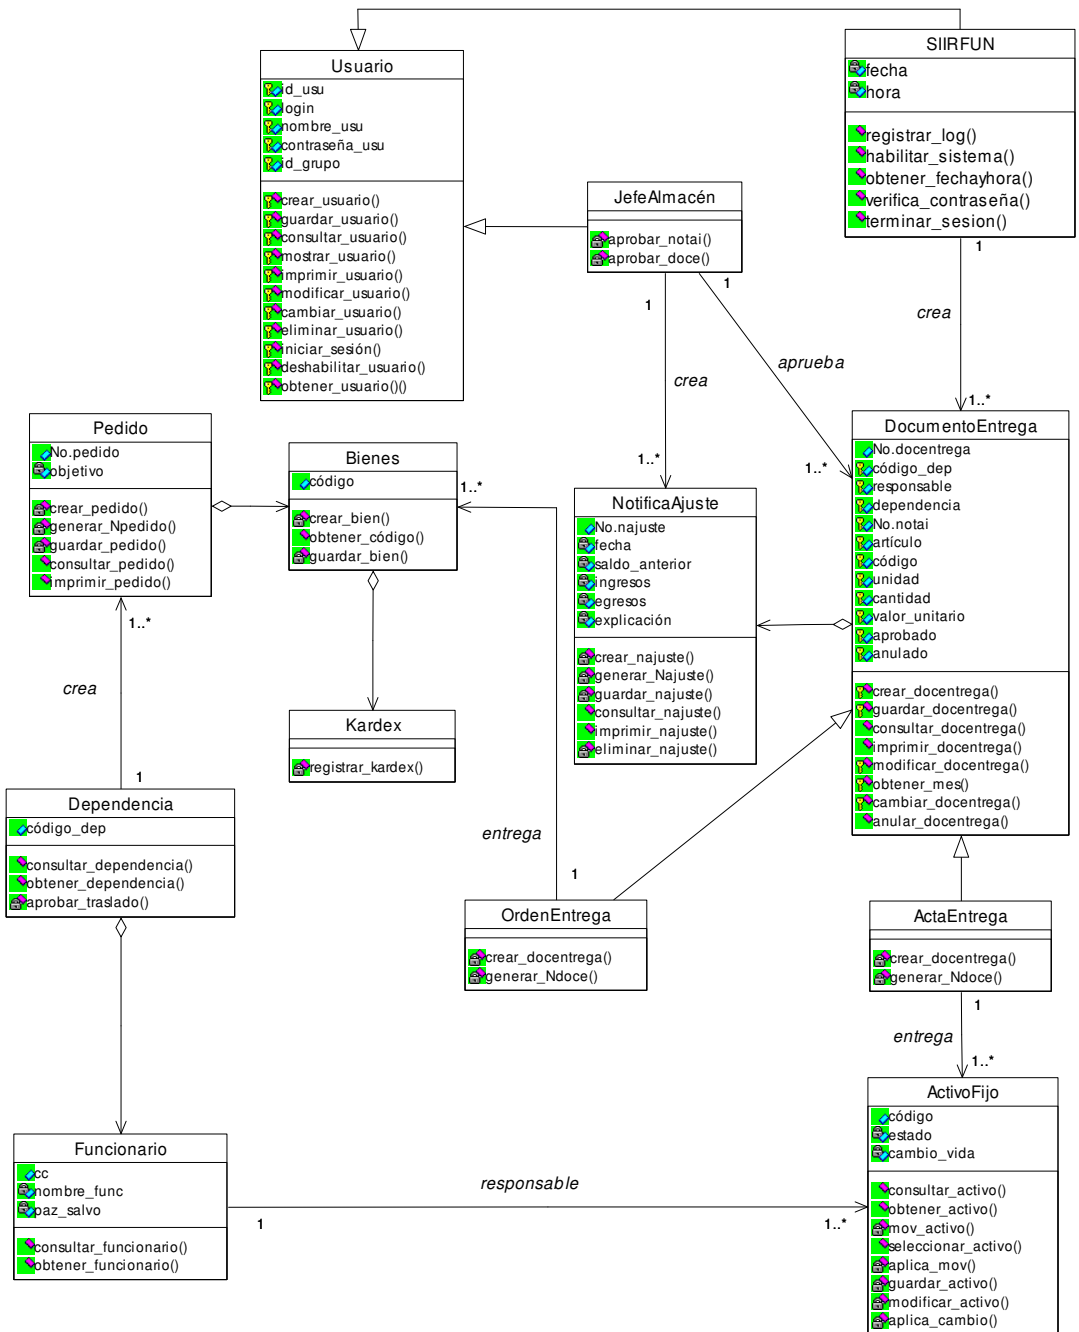 Usuario
id_usu
login
nombre_usu
contraseña_usu
id_grupo
crear_usuario()
guardar_usuario()
consultar_usuario()
mostrar_usuario()
imprimir_usuario()
modificar_usuario()
cambiar_usuario()
eliminar_usuario()
iniciar_sesión()
deshabilitar_usuario()
obtener_usuario()()
SIIRFUN
fecha
hora
registrar_log()
habilitar_sistema()
obtener_fechayhora()
verifica_contraseña()
terminar_sesion()
1
crea
1..*
JefeAlmacén
aprobar_notai()
aprobar_doce()
1
1
crea
aprueba
1..*
1..*
Pedido
No.pedido
objetivo
crear_pedido()
generar_Npedido()
guardar_pedido()
consultar_pedido()
imprimir_pedido()
1..*
crea
1
Bienes
código
crear_bien()
obtener_código()
guardar_bien()
1..*
Kardex
registrar_kardex()
NotificaAjuste
No.najuste
fecha
saldo_anterior
ingresos
egresos
explicación
crear_najuste()
generar_Najuste()
guardar_najuste()
consultar_najuste()
imprimir_najuste()
eliminar_najuste()
DocumentoEntrega
No.docentrega
código_dep
responsable
dependencia
No.notai
artículo
código
unidad
cantidad
valor_unitario
aprobado
anulado
crear_docentrega()
guardar_docentrega()
consultar_docentrega()
imprimir_docentrega()
modificar_docentrega()
obtener_mes()
cambiar_docentrega()
anular_docentrega()
Dependencia
código_dep
consultar_dependencia()
obtener_dependencia()
aprobar_traslado()
entrega
1
OrdenEntrega
crear_docentrega()
generar_Ndoce()
ActaEntrega
crear_docentrega()
generar_Ndoce()
1
entrega
1..*
Funcionario
cc
nombre_func
paz_salvo
consultar_funcionario()
obtener_funcionario()
responsable
1
1..*
ActivoFijo
código
estado
cambio_vida
consultar_activo()
obtener_activo()
mov_activo()
seleccionar_activo()
aplica_mov()
guardar_activo()
modificar_activo()
aplica_cambio()